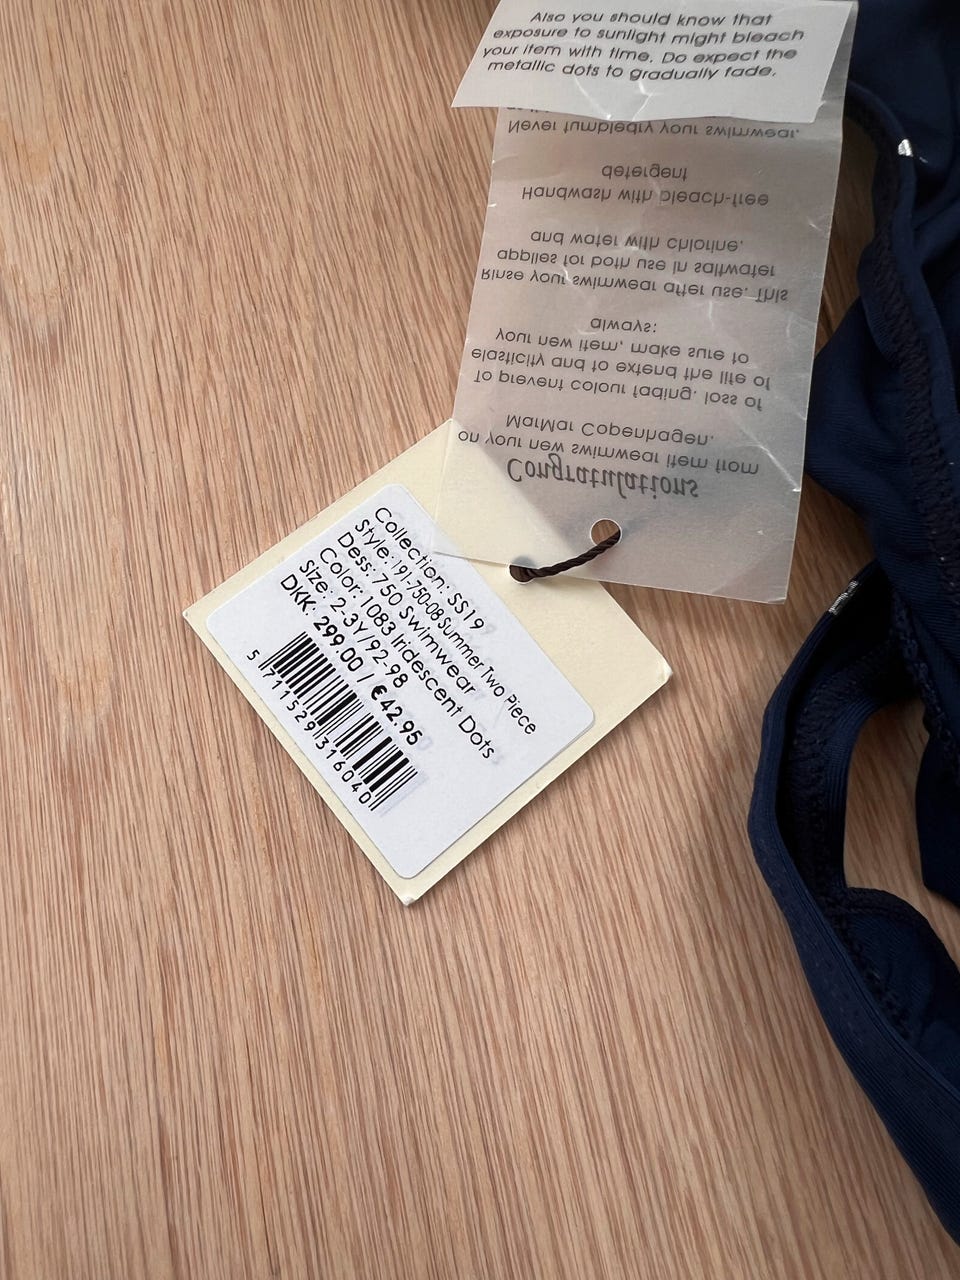 Also you should know that
exposure to sunlight might bleach
your item with time. Do expect the
metallic dots to gradually fade.
Congratulations
on your new swimwear item from
MarMar Copenhagen.
To prevent colour fading, loss of
elasticity and to extend the life of
your new item, make sure to
always:
Rinse your swimwear after use. This
applies for both use in saltwater
and water with chlorine.
Handwash with bleach-free
detergent
Never tumbledry your swimwear.
Collection: SS19
Style: 191-750-08 Summer Two Piece
Dess: 750 Swimwear
Color: 1083 Iridescent Dots
Size: 2-3Y/92-98
DKK: 299.00 / €42.95
5 711529 316040